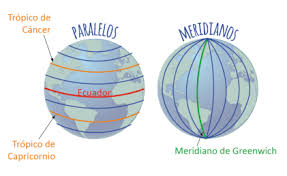 Trópico de
Cáncer
PARALELOS
Ecuador
Trópico de
Capricornio
MERIDIANOS
Meridiano de Greenwich